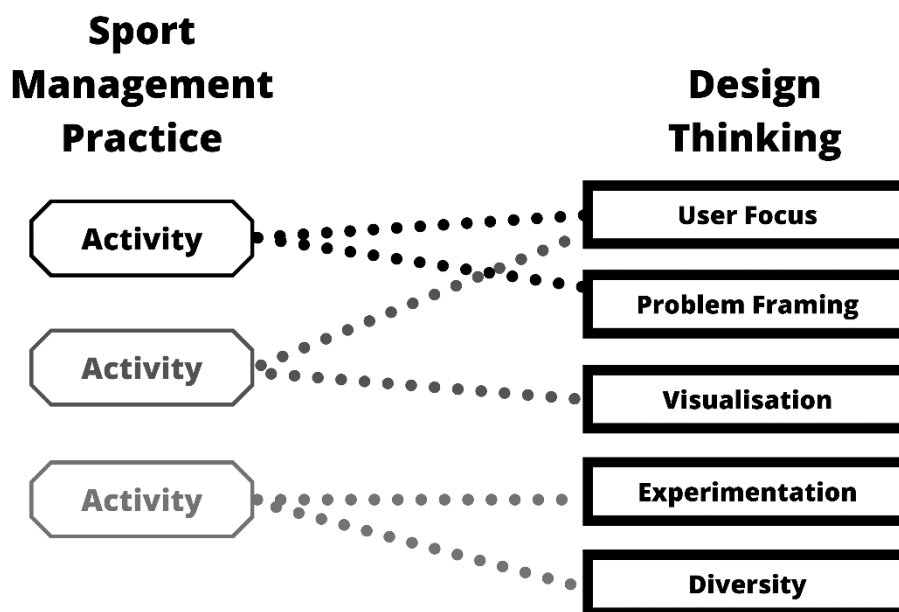 Sport
Management
Practice
Design
Thinking
Activity
Activity
Activity
User Focus
Problem Framing
Visualisation
Experimentation
Diversity